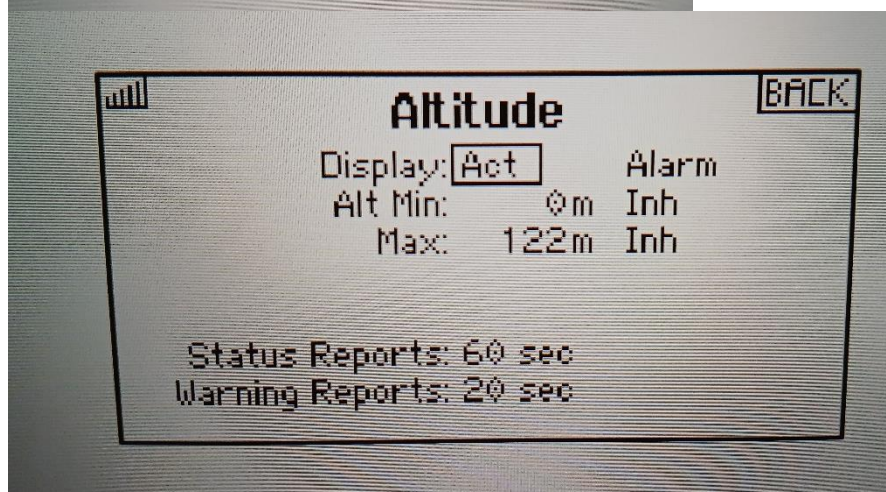 BACK
Altitude
Display: Act Alarm
Alt Min: 0m Inh
Max: 122m Inh
Status Reports: 60 sec
Warning Reports: 20 sec